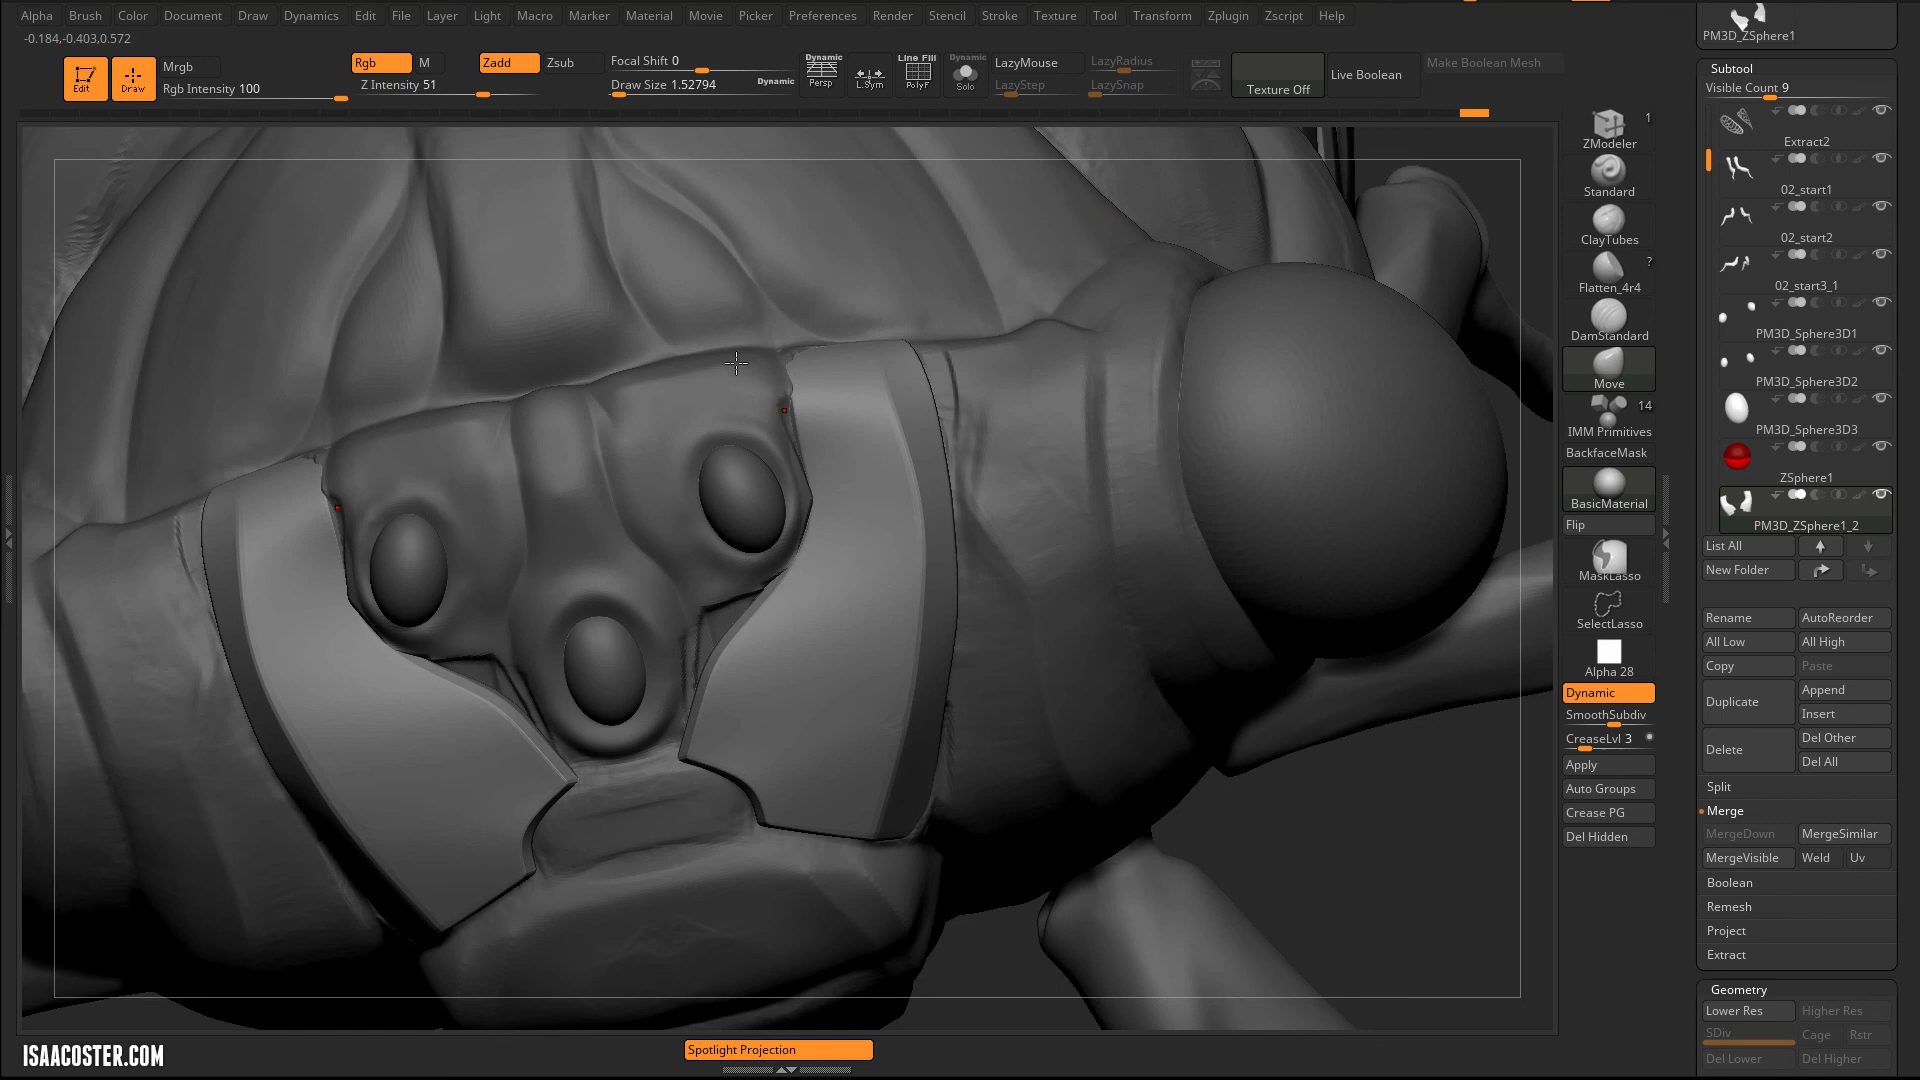 Alpha Brush Color Document Draw Dynamics Edit File Layer Light Macro Marker Material Movie Picker Preferences Render Stencil Stroke Texture Tool Transform Zplugin Zscript Help
-0.184,-0.403,0.572
Edit
Draw
Mrgb
Rgb Intensity 100
Rgb
M
Z Intensity 51
Zadd
Zsub
Focal Shift 0
Draw Size 1.52794
Dynamic
Dynamic
Persp
L.Sym
Line Fill
PolyF
Dynamic
Solo
LazyMouse
LazyStep
LazyRadius
LazySnap
Texture Off
Live Boolean
Make Boolean Mesh
1
ZModeler
Standard
ClayTubes
?
Flatten_4r4
DamStandard
Move
14
IMM Primitives
BackfaceMask
BasicMaterial
Flip
MaskLasso
SelectLasso
Alpha 28
Dynamic
SmoothSubdiv
CreaseLvl 3
Apply
Auto Groups
Crease PG
Del Hidden
PM3D_ZSphere1
Subtool
Visible Count 9
Extract2
02_start1
02_start2
02_start3_1
PM3D_Sphere3D1
PM3D_Sphere3D2
PM3D_Sphere3D3
ZSphere1
PM3D_ZSphere1_2
List All
New Folder
Rename AutoReorder
All Low All High
Copy Paste
Duplicate Append
Insert
Delete Del Other
Del All
Split
Merge
MergeDown MergeSimilar
MergeVisible Weld Uv
Boolean
Remesh
Project
Extract
Geometry
Lower Res Higher Res
SDiv Cage Rstr
Del Lower Del Higher
ISAACOSTER.COM
Spotlight Projection